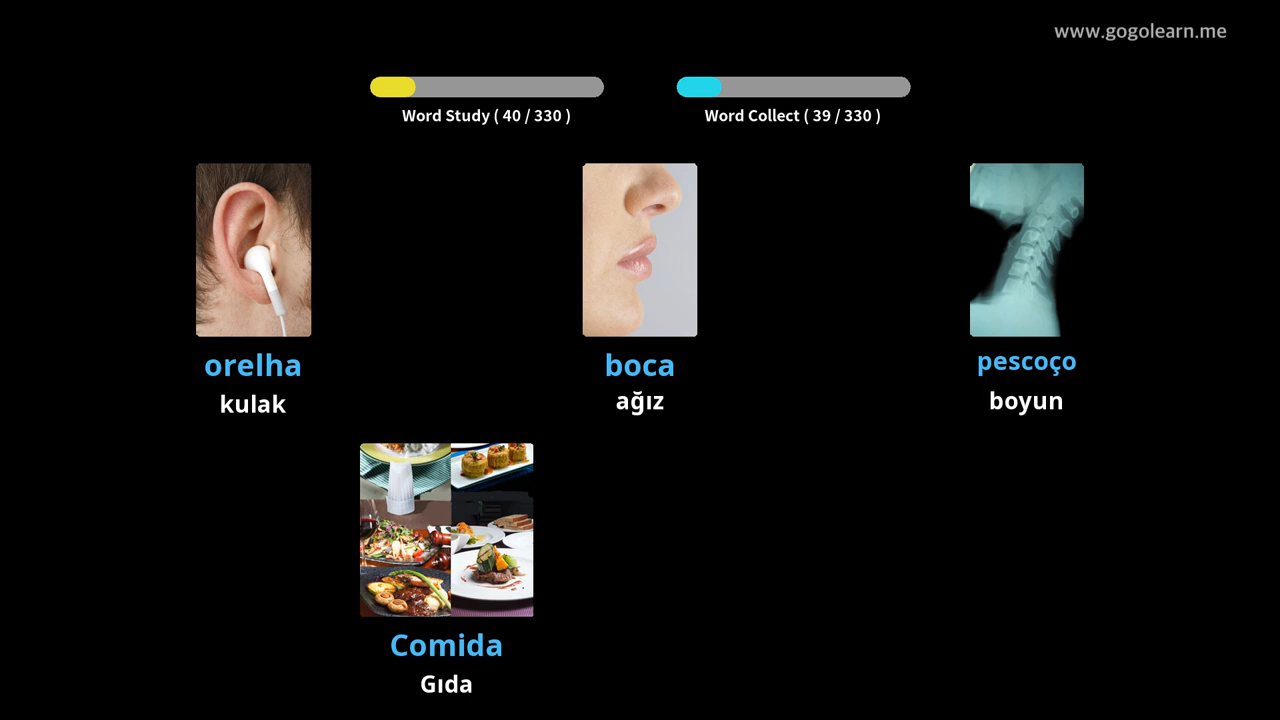 www.gogolearn.me
Word Study ( 40 / 330 )
Word Collect ( 39 / 330 )
orelha
kulak
boca
ağız
pescoço
boyun
Comida
Gıda